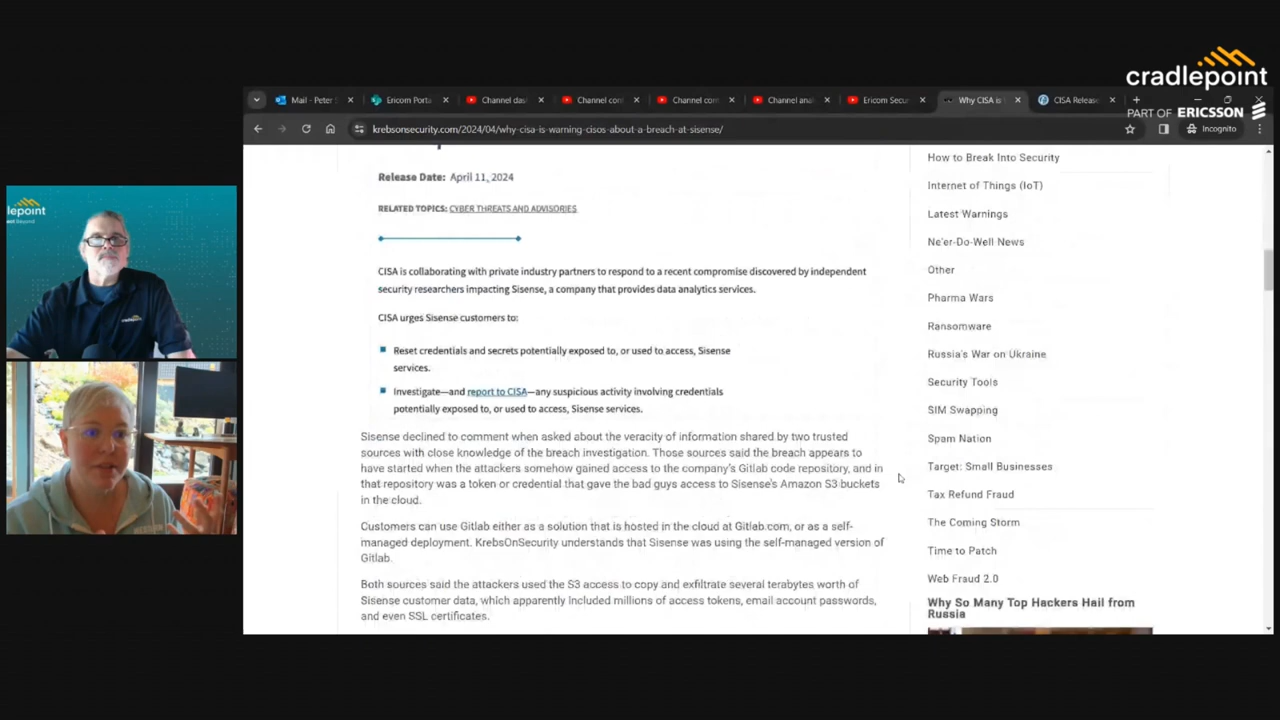 cradlepoint
PART OF ERICSSON
Mail - Peter
Ericom Porta
Channel das
Channel con
Channel com
Channel ana
Ericom Secu
Why CISA is
CISA Release
krebsonsecurity.com/2024/04/why-cisa-is-warning-cisos-about-a-breach-at-sisense/
Incognito
Release Date: April 11, 2024
RELATED TOPICS: CYBER THREATS AND ADVISORIES
CISA is collaborating with private industry partners to respond to a recent compromise discovered by independent
security researchers impacting Sisense, a company that provides data analytics services.
CISA urges Sisense customers to:
Reset credentials and secrets potentially exposed to, or used to access, Sisense
services.
Investigate—and report to CISA—any suspicious activity involving credentials
potentially exposed to, or used to access, Sisense services.
Sisense declined to comment when asked about the veracity of information shared by two trusted
sources with close knowledge of the breach investigation. Those sources said the breach appears to
have started when the attackers somehow gained access to the company's Gitlab code repository, and in
that repository was a token or credential that gave the bad guys access to Sisense's Amazon S3 buckets
in the cloud.
Customers can use Gitlab either as a solution that is hosted in the cloud at Gitlab.com, or as a self-
managed deployment. KrebsOnSecurity understands that Sisense was using the self-managed version of
Gitlab.
Both sources said the attackers used the S3 access to copy and exfiltrate several terabytes worth of
Sisense customer data, which apparently included millions of access tokens, email account passwords,
and even SSL certificates.
How to Break Into Security
Internet of Things (IoT)
Latest Warnings
Ne'er-Do-Well News
Other
Pharma Wars
Ransomware
Russia's War on Ukraine
Security Tools
SIM Swapping
Spam Nation
Target: Small Businesses
Tax Refund Fraud
The Coming Storm
Time to Patch
Web Fraud 2.0
Why So Many Top Hackers Hail from
Russia
lepoint
cradlepoint